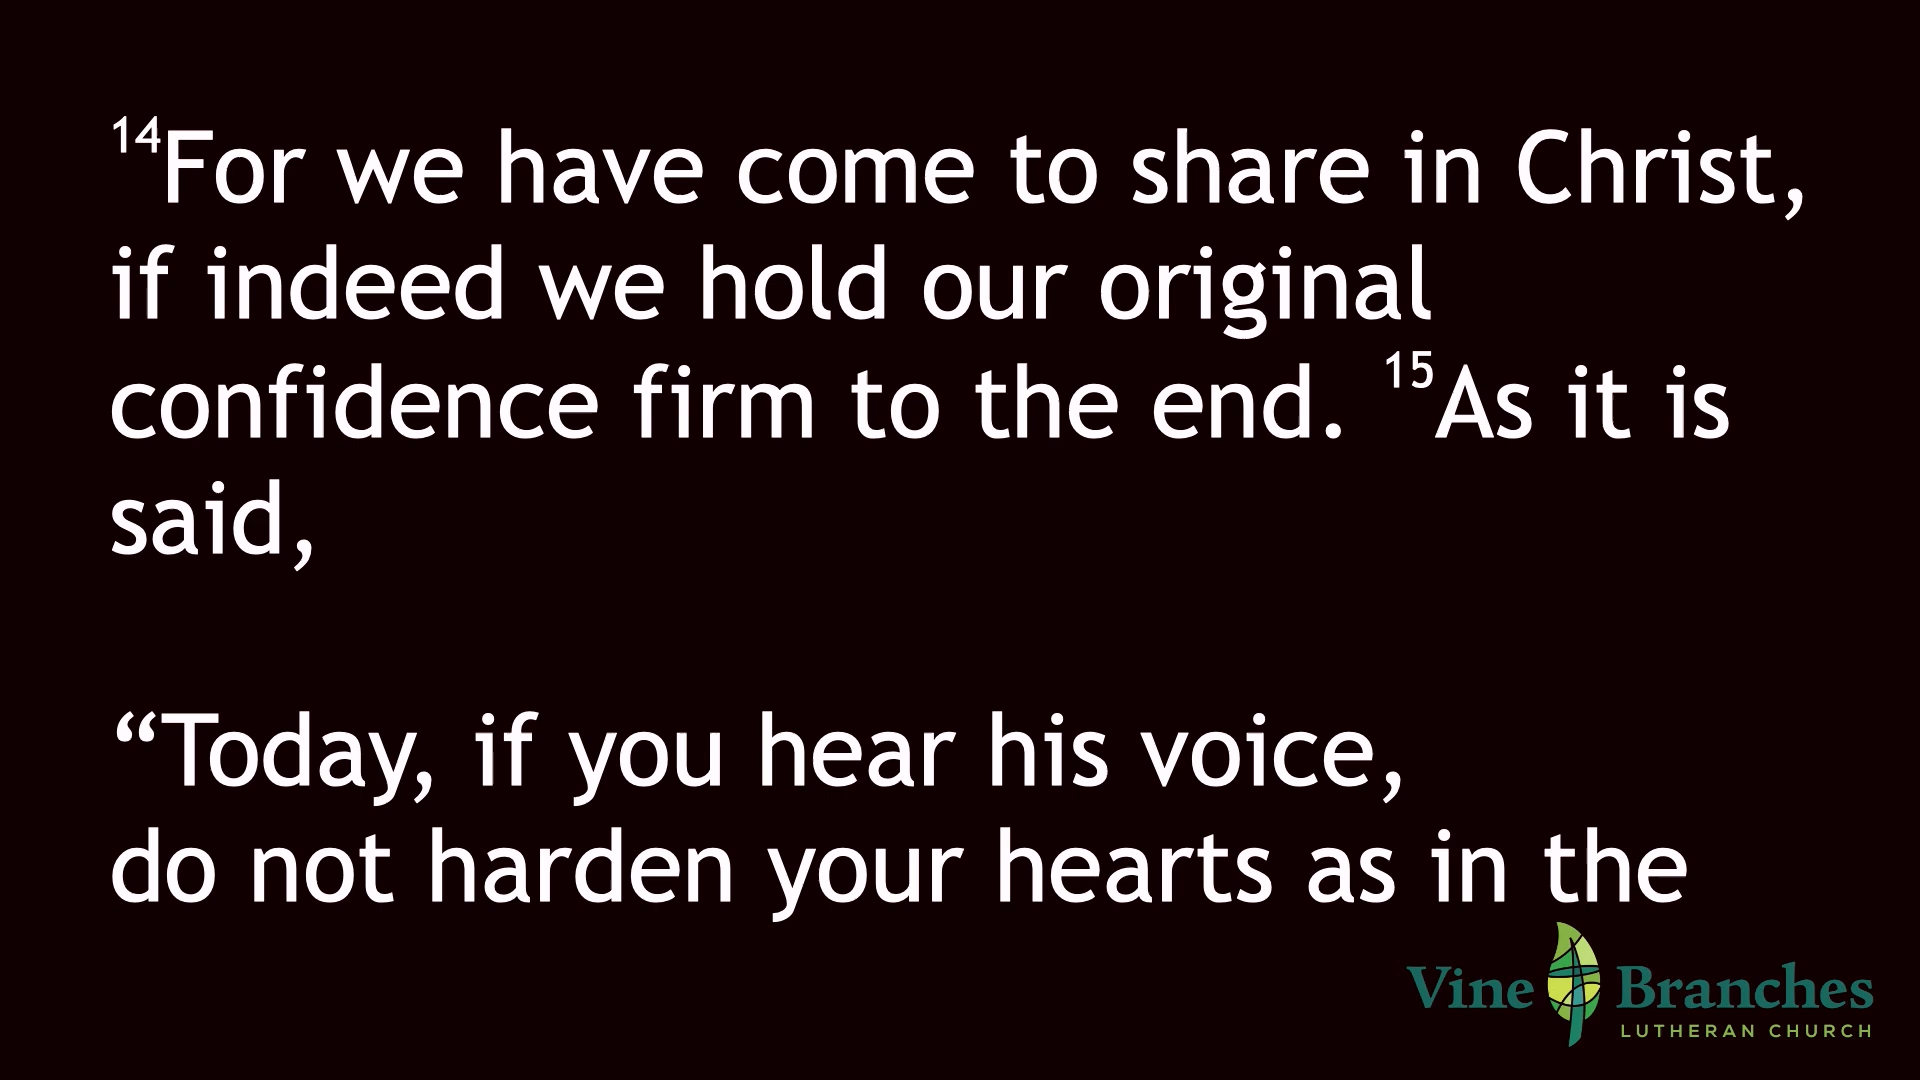 ¹⁴For we have come to share in Christ,
if indeed we hold our original
confidence firm to the end. ¹⁵As it is
said,
“Today, if you hear his voice,
do not harden your hearts as in the
Vine Branches
LUTHERAN CHURCH